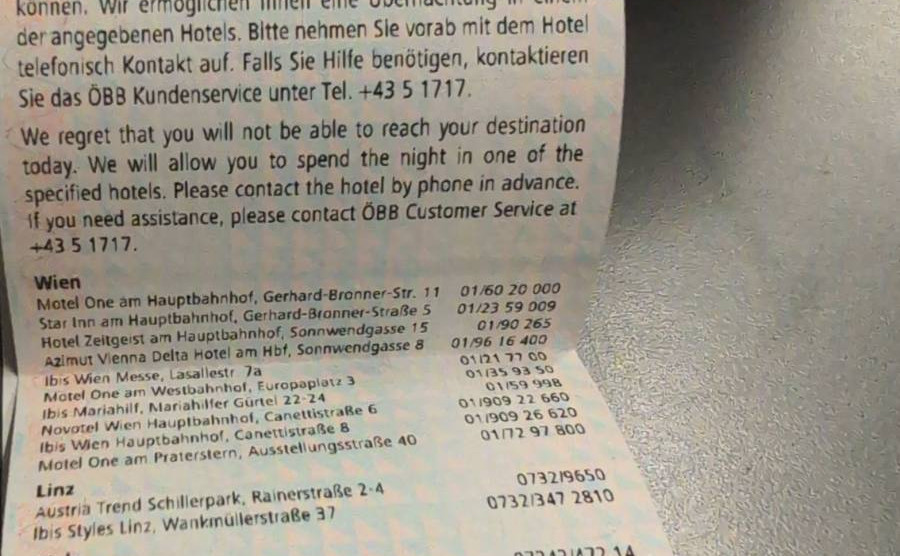 können. Wir ermöglichen Ihnen eine Übernachtung in einem
der angegebenen Hotels. Bitte nehmen Sie vorab mit dem Hotel
telefonisch Kontakt auf. Falls Sie Hilfe benötigen, kontaktieren
Sie das ÖBB Kundenservice unter Tel. +43 5 1717.
We regret that you will not be able to reach your destination
today. We will allow you to spend the night in one of the
specified hotels. Please contact the hotel by phone in advance.
If you need assistance, please contact ÖBB Customer Service at
+43 5 1717.
Wien
Motel One am Hauptbahnhof, Gerhard-Bronner-Str. 11 01/60 20 000
Star Inn am Hauptbahnhof, Gerhard-Bronner-Straße 5 01/23 59 009
Hotel Zeitgeist am Hauptbahnhof, Sonnwendgasse 15 01/90 265
Azimut Vienna Delta Hotel am Hbf, Sonnwendgasse 8 01/96 16 400
Ibis Wien Messe, Lasallestr 7a 01/21 77 00
Motel One am Westbahnhof, Europaplatz 3 01/35 93 50
Ibis Mariahilf, Mariahilfer Gürtel 22-24 01/59 998
Novotel Wien Hauptbahnhof, Canettistraße 6 01/909 22 660
Ibis Wien Hauptbahnhof, Canettistraße 8 01/909 26 620
Motel One am Praterstern, Ausstellungsstraße 40 01/72 97 800
Linz
Austria Trend Schillerpark, Rainerstraße 2-4 0732/9650
Ibis Styles Linz, Wankmüllerstraße 37 0732/347 2810